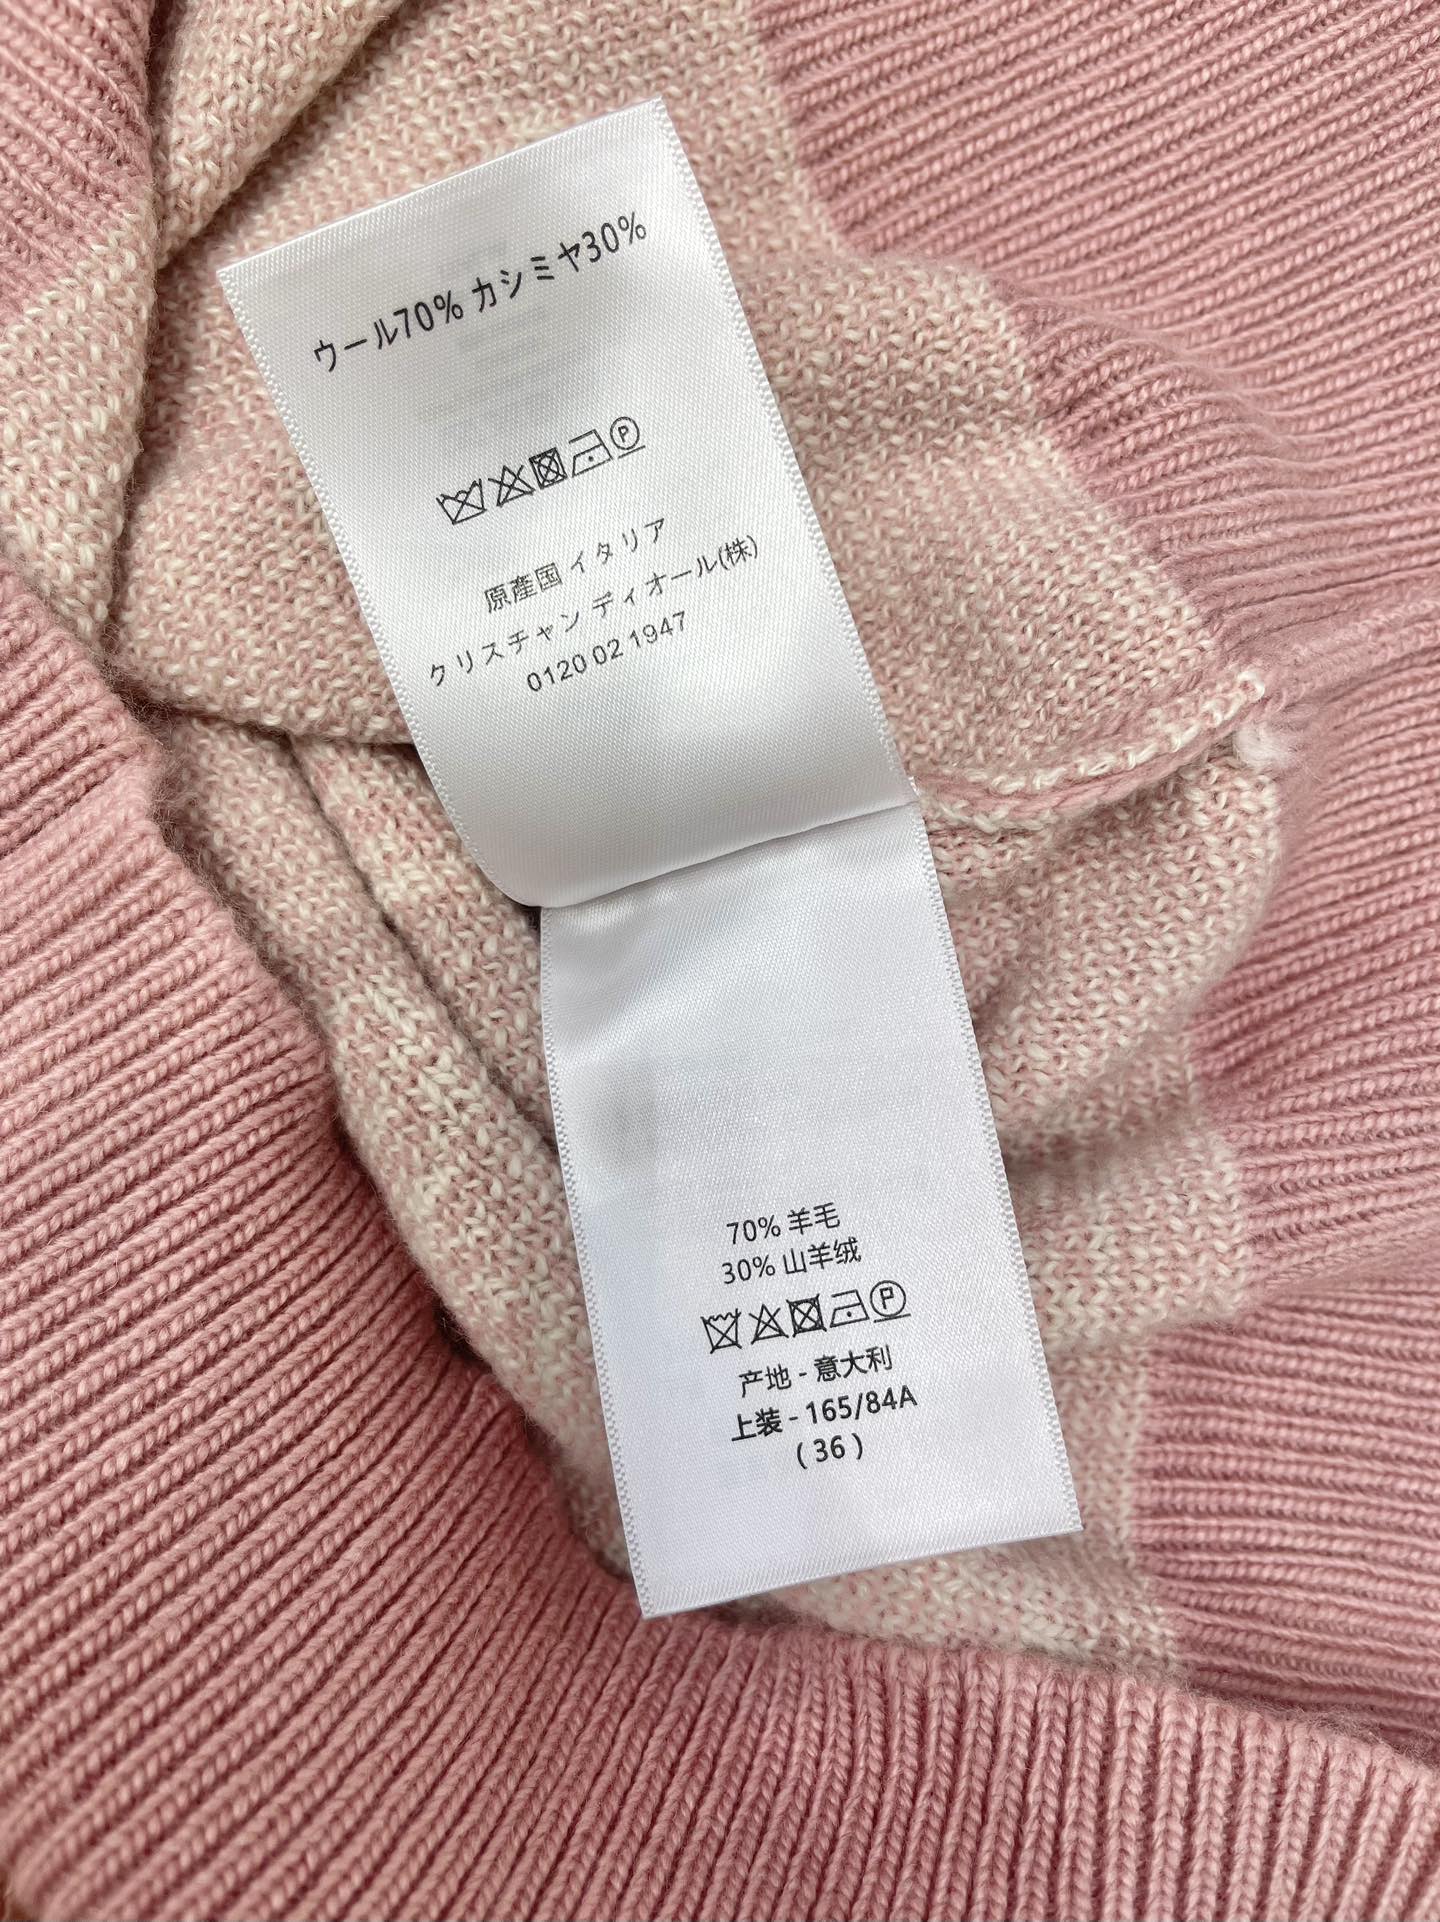 ウール70% カシミヤ30%
P
原産国 イタリア
クリスチャン ディオール(株)
0120 02 1947
70% 羊毛
30% 山羊绒
P
产地 - 意大利
上装 - 165/84A
( 36 )